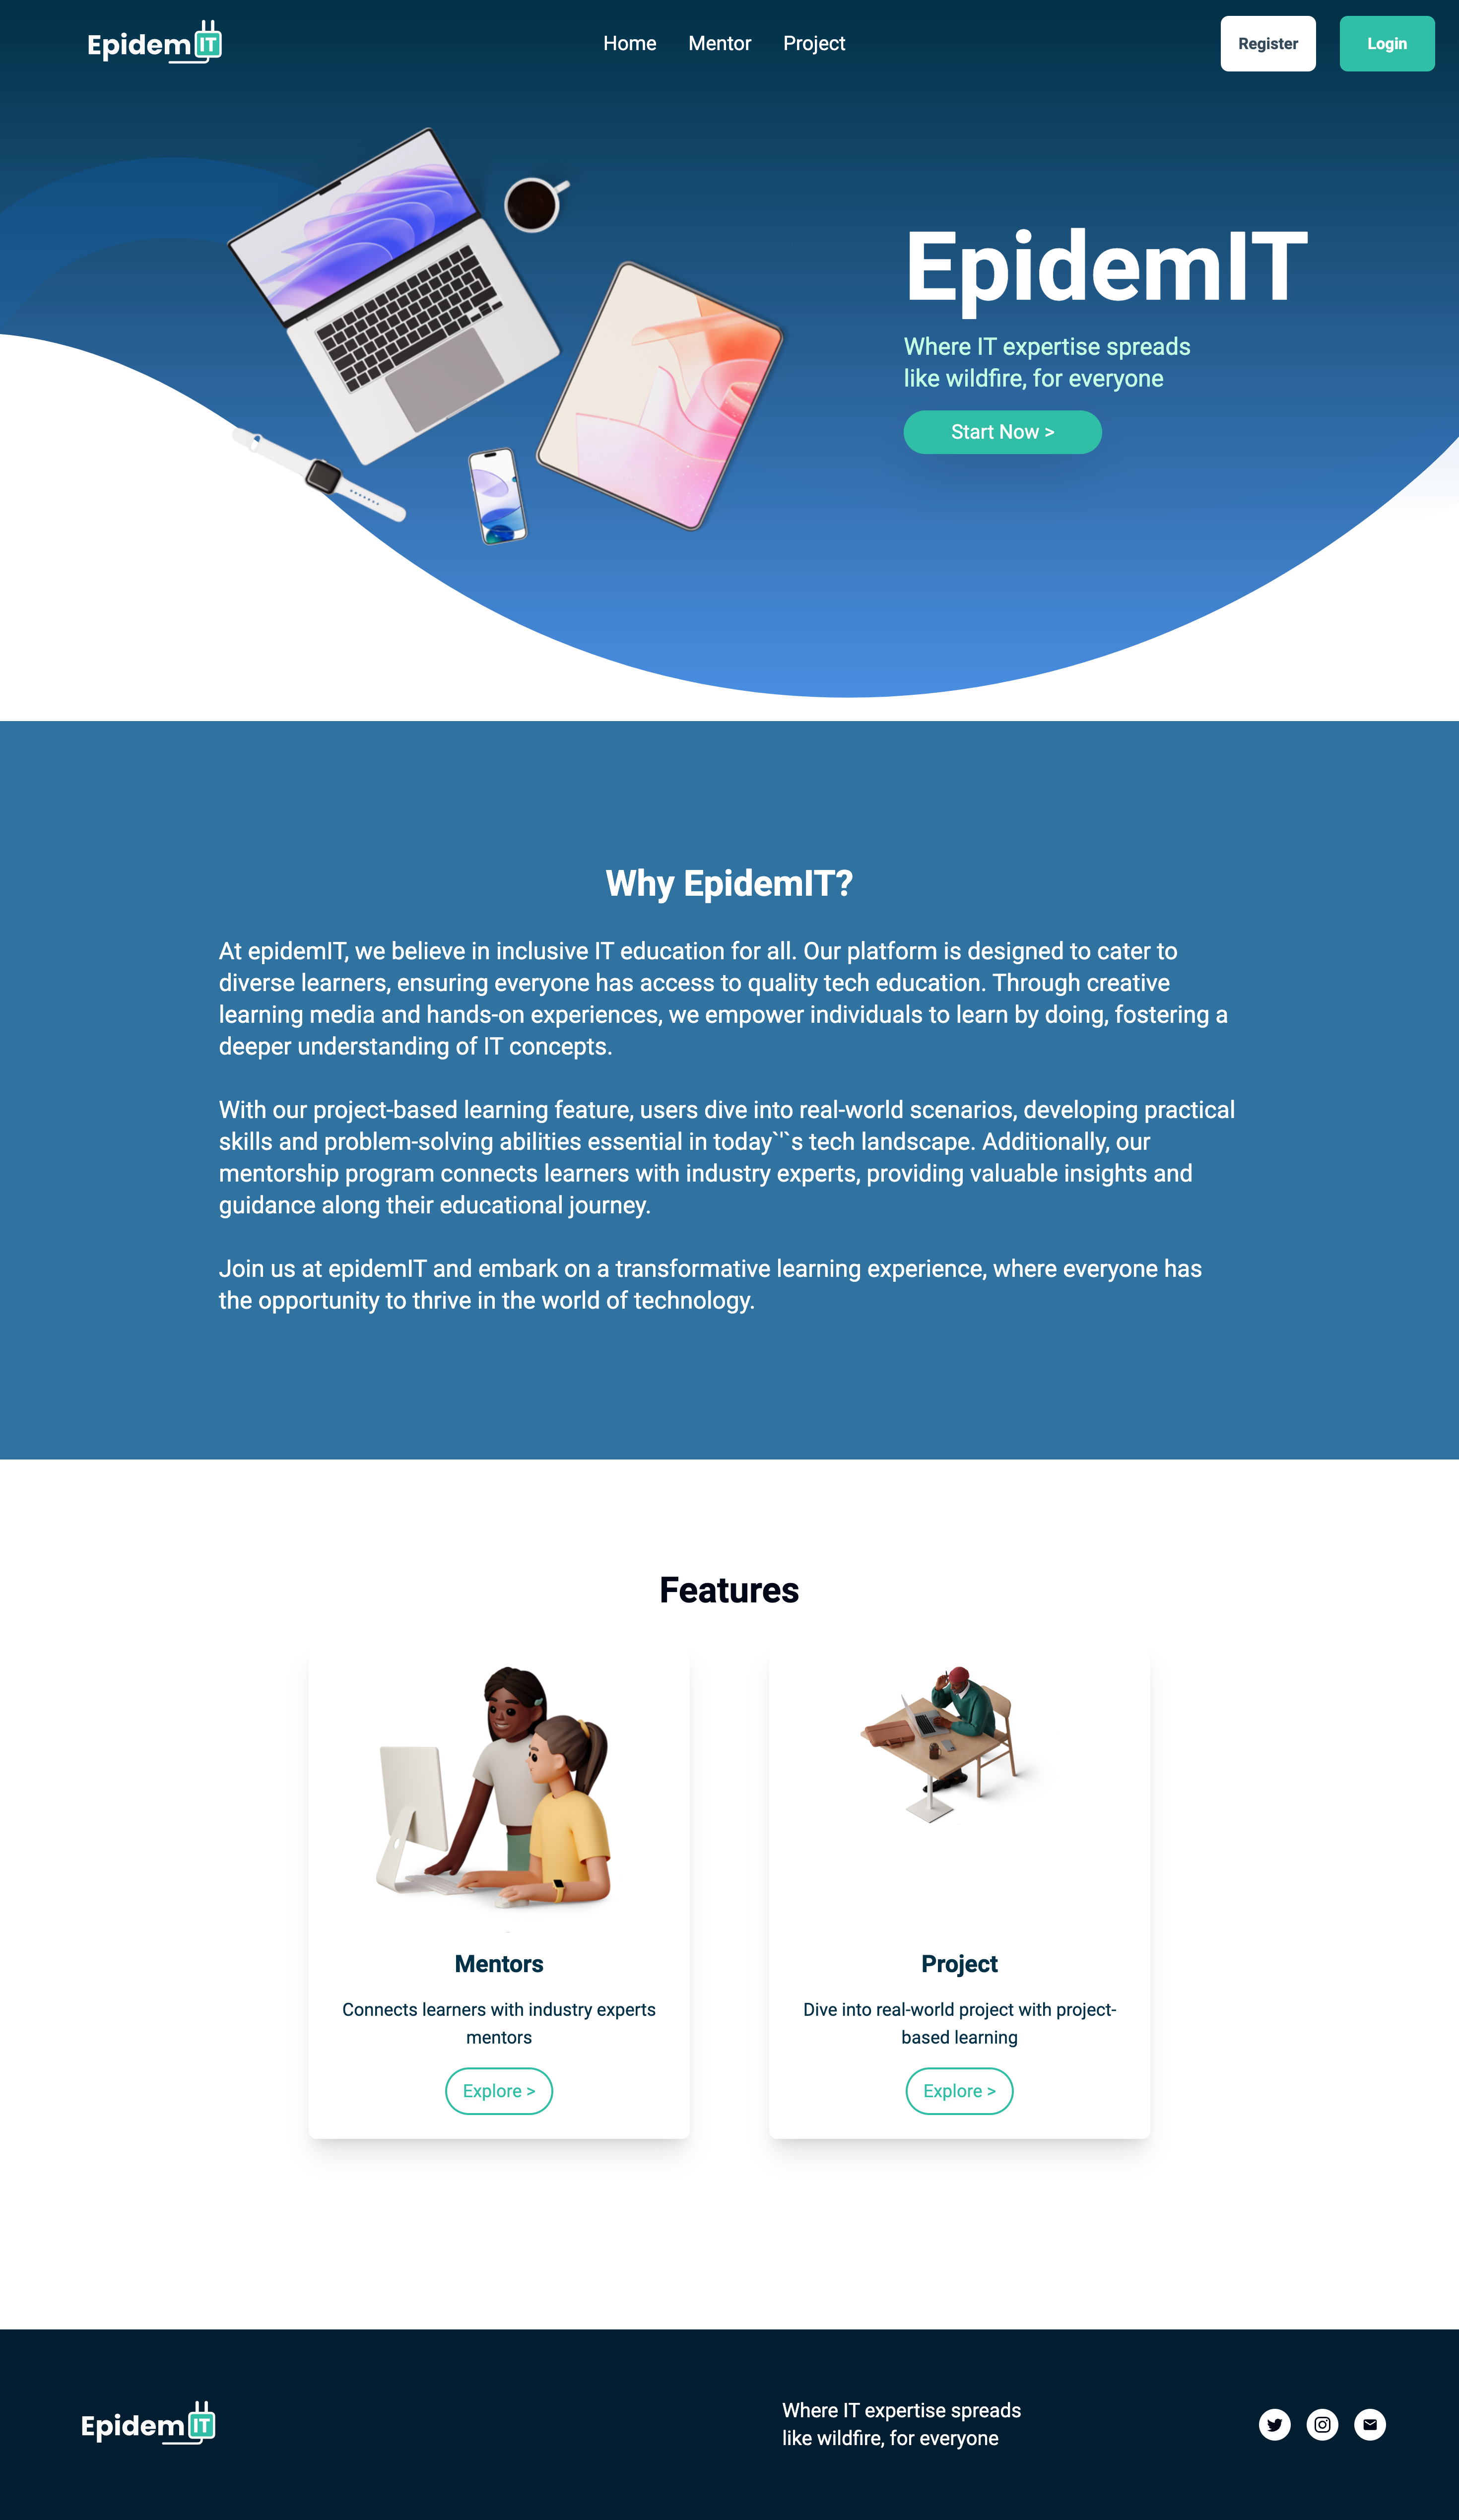 Epidem IT
Home Mentor Project
Register Login
EpidemIT
Where IT expertise spreads
like wildfire, for everyone
Start Now >
Why EpidemIT?
At epidemIT, we believe in inclusive IT education for all. Our platform is designed to cater to
diverse learners, ensuring everyone has access to quality tech education. Through creative
learning media and hands-on experiences, we empower individuals to learn by doing, fostering a
deeper understanding of IT concepts.
With our project-based learning feature, users dive into real-world scenarios, developing practical
skills and problem-solving abilities essential in today`'`s tech landscape. Additionally, our
mentorship program connects learners with industry experts, providing valuable insights and
guidance along their educational journey.
Join us at epidemIT and embark on a transformative learning experience, where everyone has
the opportunity to thrive in the world of technology.
Features
Mentors
Connects learners with industry experts
mentors
Explore >
Project
Dive into real-world project with project-
based learning
Explore >
Epidem IT
Where IT expertise spreads
like wildfire, for everyone